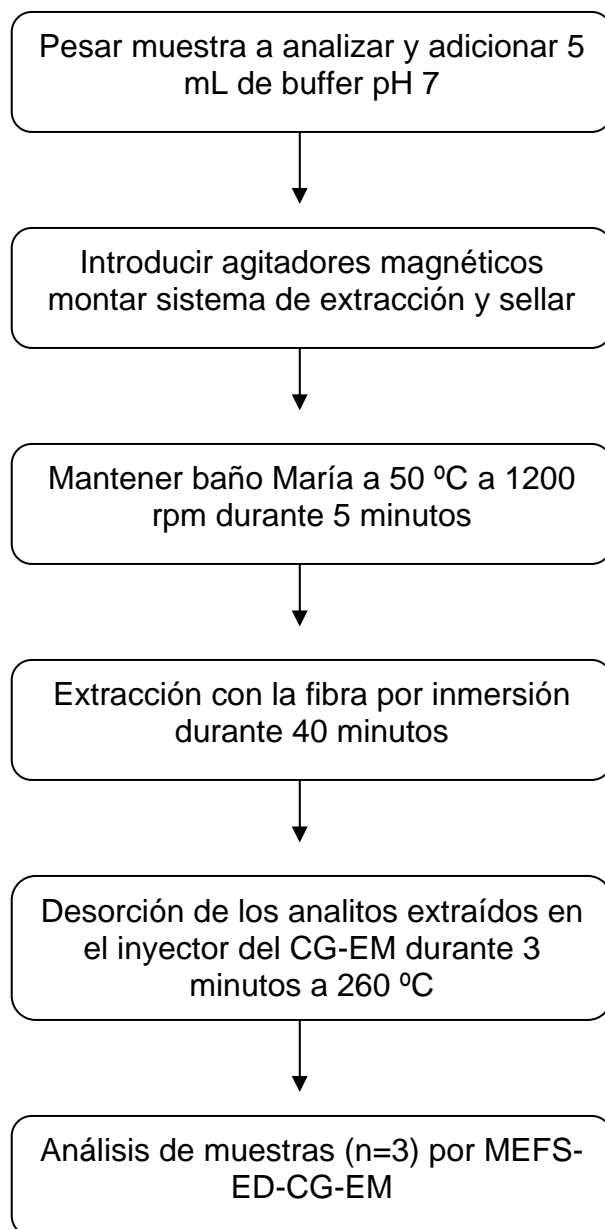 Pesar muestra a analizar y adicionar 5
mL de buffer pH 7
Introducir agitadores magnéticos
montar sistema de extracción y sellar
Mantener baño María a 50 ºC a 1200
rpm durante 5 minutos
Extracción con la fibra por inmersión
durante 40 minutos
Desorción de los analitos extraídos en
el inyector del CG-EM durante 3
minutos a 260 ºC
Análisis de muestras (n=3) por MEFS-
ED-CG-EM